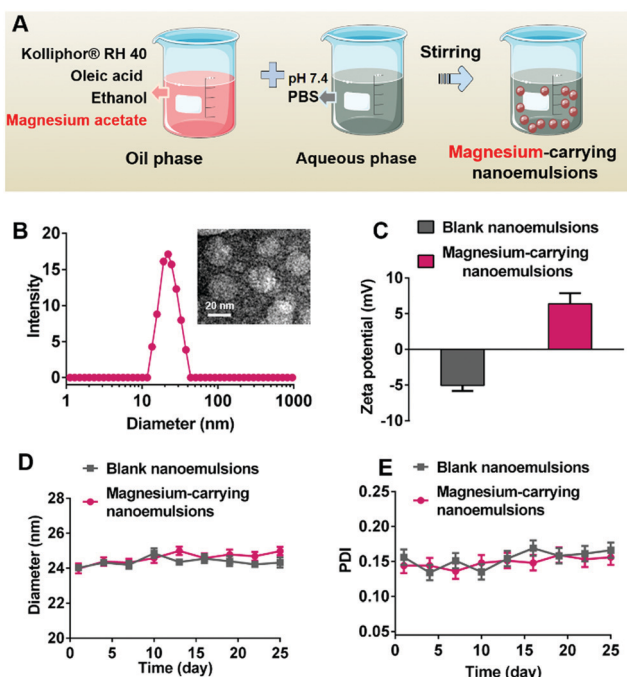 A
Kolliphor® RH 40
Oleic acid
Ethanol
Magnesium acetate
Oil phase
pH 7.4
PBS
Aqueous phase
Stirring
Magnesium-carrying
nanoemulsions
B
20
15
10
5
0
Intensity
1
10
100
1000
Diameter (nm)
20 nm
C
Blank nanoemulsions
Magnesium-carrying
nanoemulsions
10
5
0
-5
-10
Zeta potential (mV)
D
Blank nanoemulsions
Magnesium-carrying
nanoemulsions
28
26
24
22
20
Diameter (nm)
0
5
10
15
20
25
Time (day)
E
Blank nanoemulsions
Magnesium-carrying
nanoemulsions
0.25
0.20
0.15
0.10
0.05
PDI
0
5
10
15
20
25
Time (day)